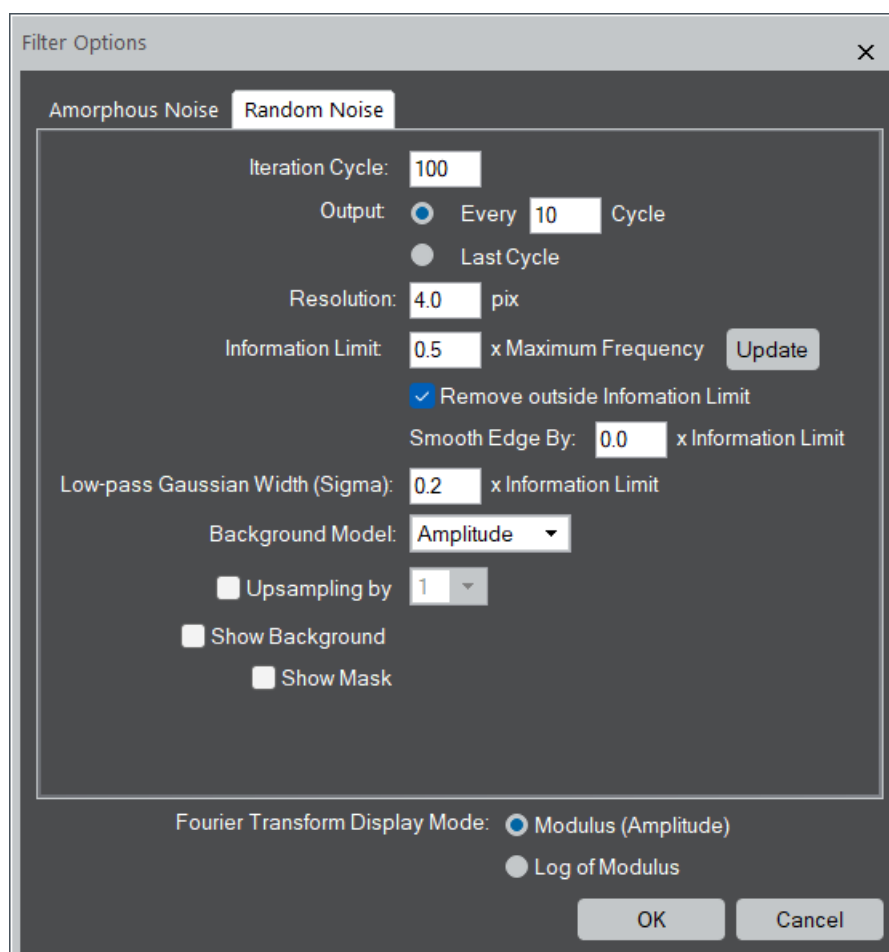 Filter Options
Amorphous Noise Random Noise
Iteration Cycle: 100
Output: Every 10 Cycle
Last Cycle
Resolution: 4.0 pix
Information Limit: 0.5 x Maximum Frequency Update
Remove outside Infomation Limit
Smooth Edge By: 0.0 x Information Limit
Low-pass Gaussian Width (Sigma): 0.2 x Information Limit
Background Model: Amplitude
Upsampling by 1
Show Background
Show Mask
Fourier Transform Display Mode: Modulus (Amplitude)
Log of Modulus
OK Cancel